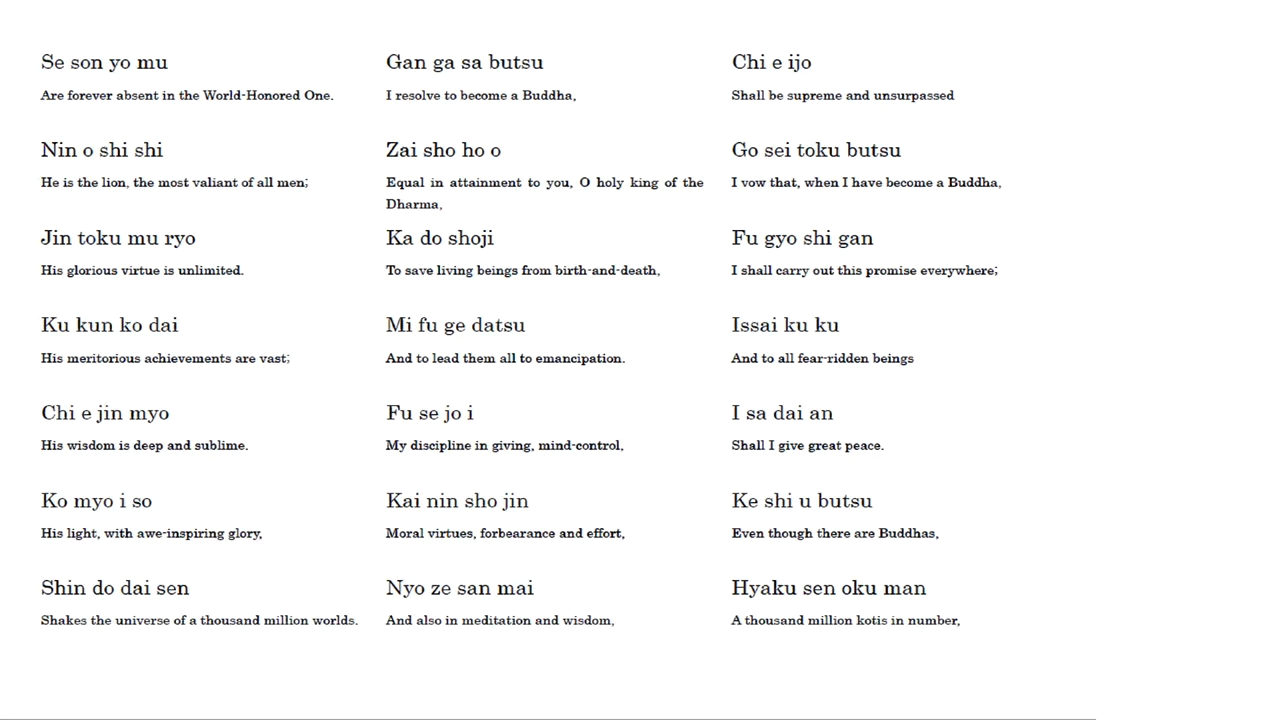 Se son yo mu
Are forever absent in the World-Honored One.
Nin o shi shi
He is the lion, the most valiant of all men;
Jin toku mu ryo
His glorious virtue is unlimited.
Ku kun ko dai
His meritorious achievements are vast;
Chi e jin myo
His wisdom is deep and sublime.
Ko myo i so
His light, with awe-inspiring glory,
Shin do dai sen
Shakes the universe of a thousand million worlds.
Gan ga sa butsu
I resolve to become a Buddha,
Zai sho ho o
Equal in attainment to you, O holy king of the
Dharma,
Ka do shoji
To save living beings from birth-and-death,
Mi fu ge datsu
And to lead them all to emancipation.
Fu se jo i
My discipline in giving, mind-control,
Kai nin sho jin
Moral virtues, forbearance and effort,
Nyo ze san mai
And also in meditation and wisdom,
Chi e ijo
Shall be supreme and unsurpassed
Go sei toku butsu
I vow that, when I have become a Buddha,
Fu gyo shi gan
I shall carry out this promise everywhere;
Issai ku ku
And to all fear-ridden beings
I sa dai an
Shall I give great peace.
Ke shi u butsu
Even though there are Buddhas,
Hyaku sen oku man
A thousand million kotis in number,